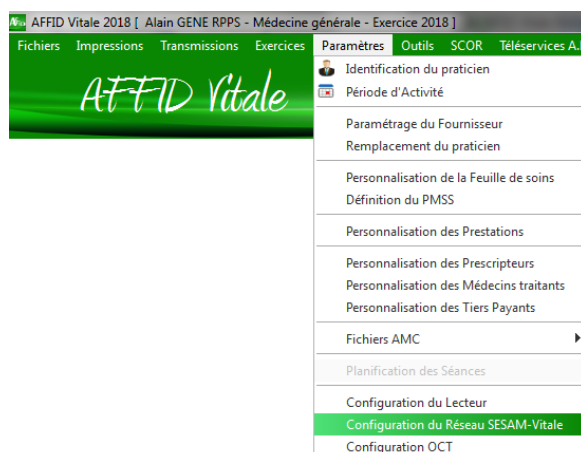 AFFID Vitale 2018 [ Alain GENE RPPS - Médecine générale - Exercice 2018 ]
Fichiers Impressions Transmissions Exercices Paramètres Outils SCOR Téléservices A.
AFFID Vitale
Identification du praticien
Période d'Activité
Paramétrage du Fournisseur
Remplacement du praticien
Personnalisation de la Feuille de soins
Définition du PMSS
Personnalisation des Prestations
Personnalisation des Prescripteurs
Personnalisation des Médecins traitants
Personnalisation des Tiers Payants
Fichiers AMC
Planification des Séances
Configuration du Lecteur
Configuration du Réseau SESAM-Vitale
Configuration OCT